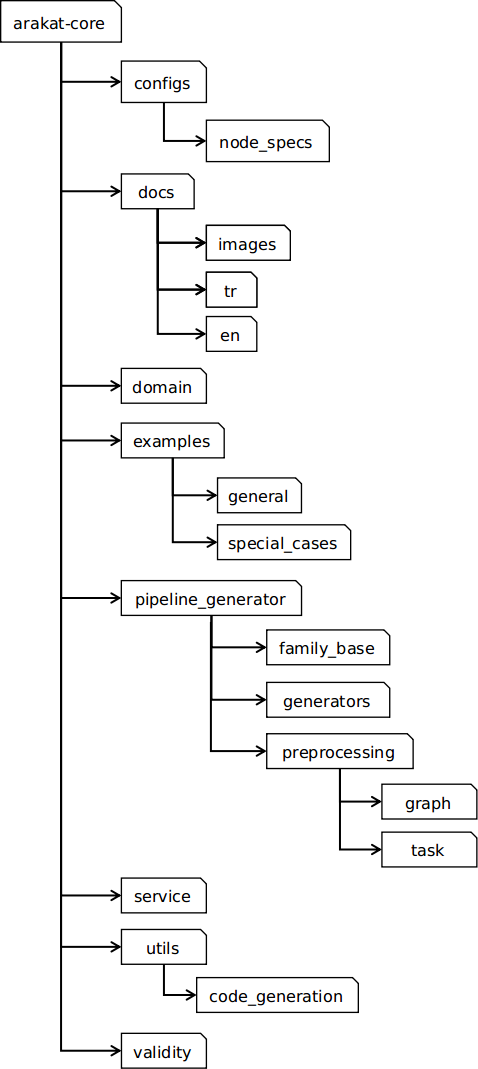 arakat-core
configs
node_specs
docs
images
tr
en
domain
examples
general
special_cases
pipeline_generator
family_base
generators
preprocessing
graph
task
service
utils
code_generation
validity